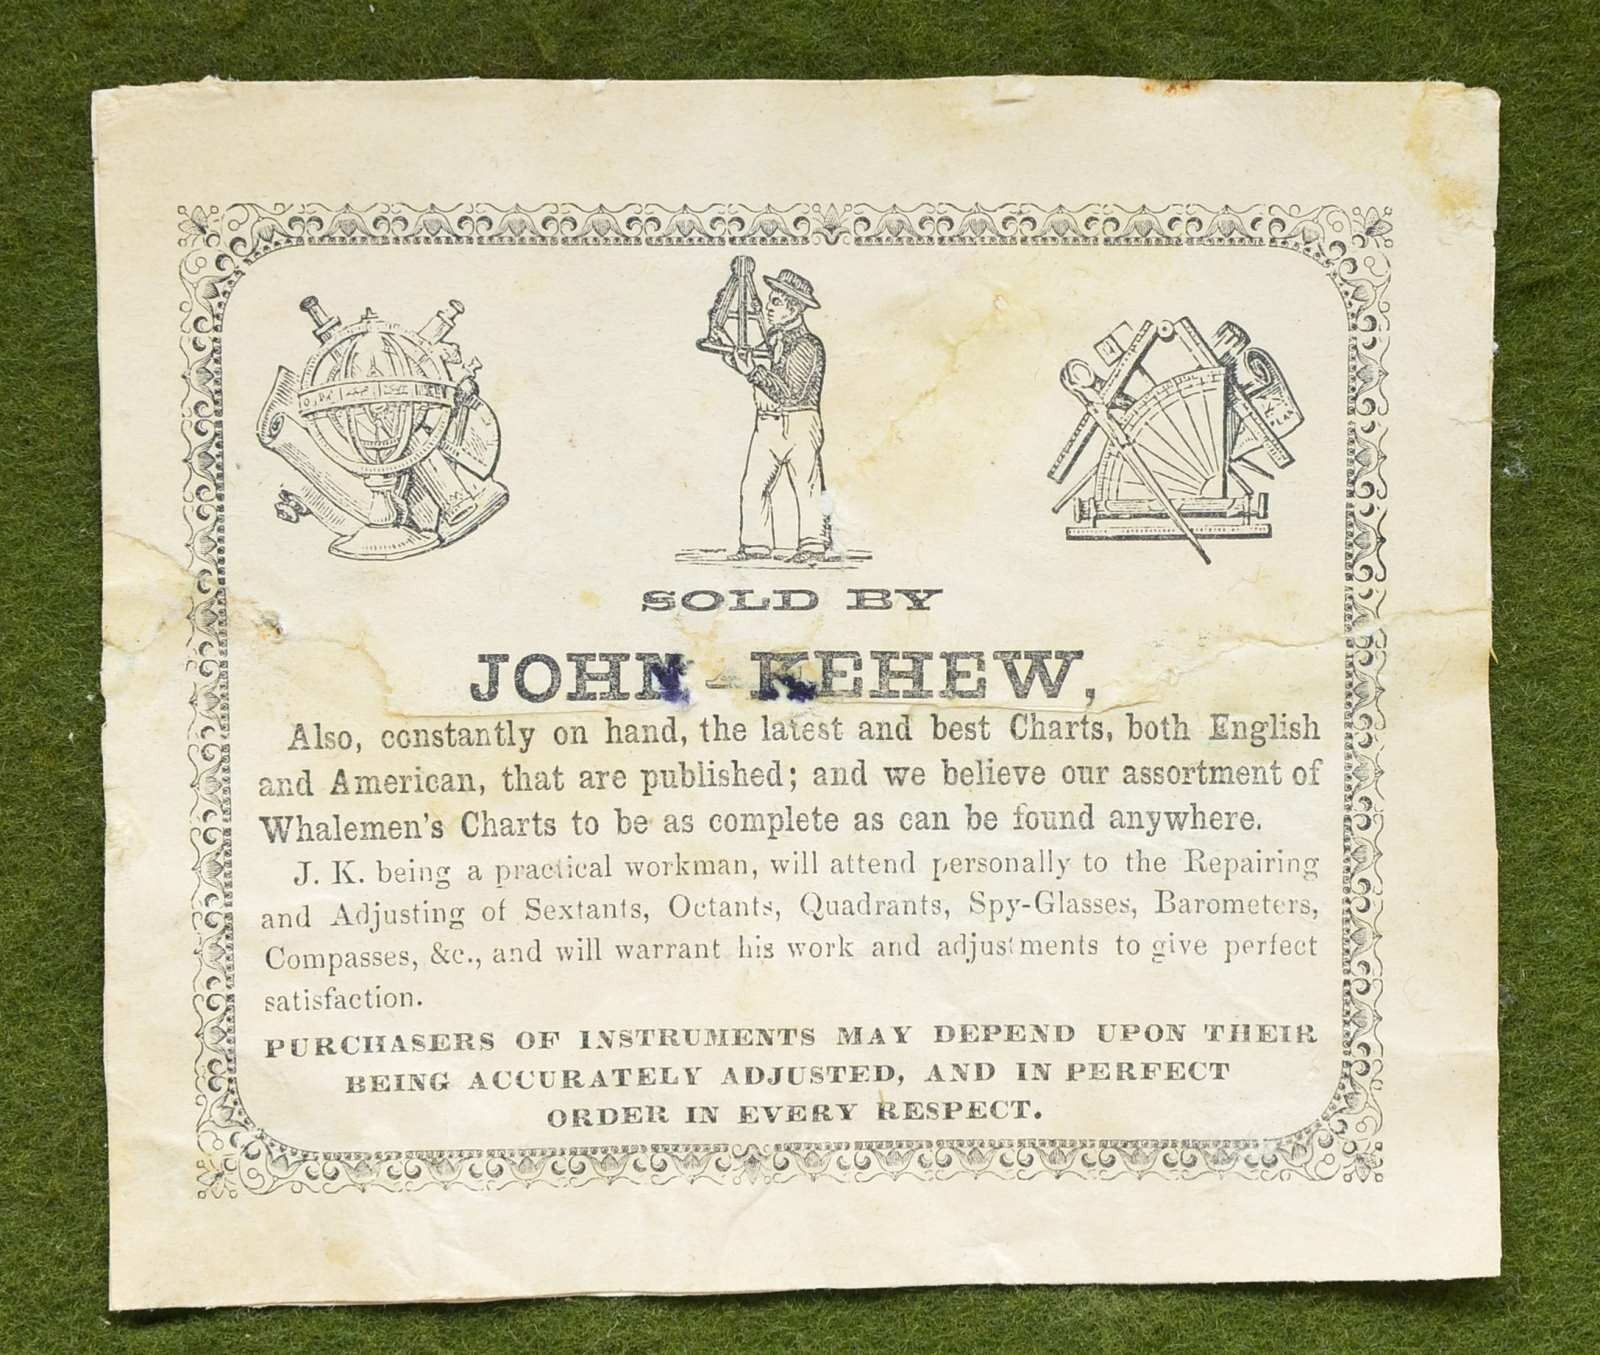 SOLD BY
JOHN KEHEW,
Also, constantly on hand, the latest and best Charts, both English
and American, that are published; and we believe our assortment of
Whalemen's Charts to be as complete as can be found anywhere.
J. K. being a practical workman, will attend personally to the Repairing
and Adjusting of Sextants, Octants, Quadrants, Spy-Glasses, Barometers,
Compasses, &c., and will warrant his work and adjustments to give perfect
satisfaction.
PURCHASERS OF INSTRUMENTS MAY DEPEND UPON THEIR
BEING ACCURATELY ADJUSTED, AND IN PERFECT
ORDER IN EVERY RESPECT.